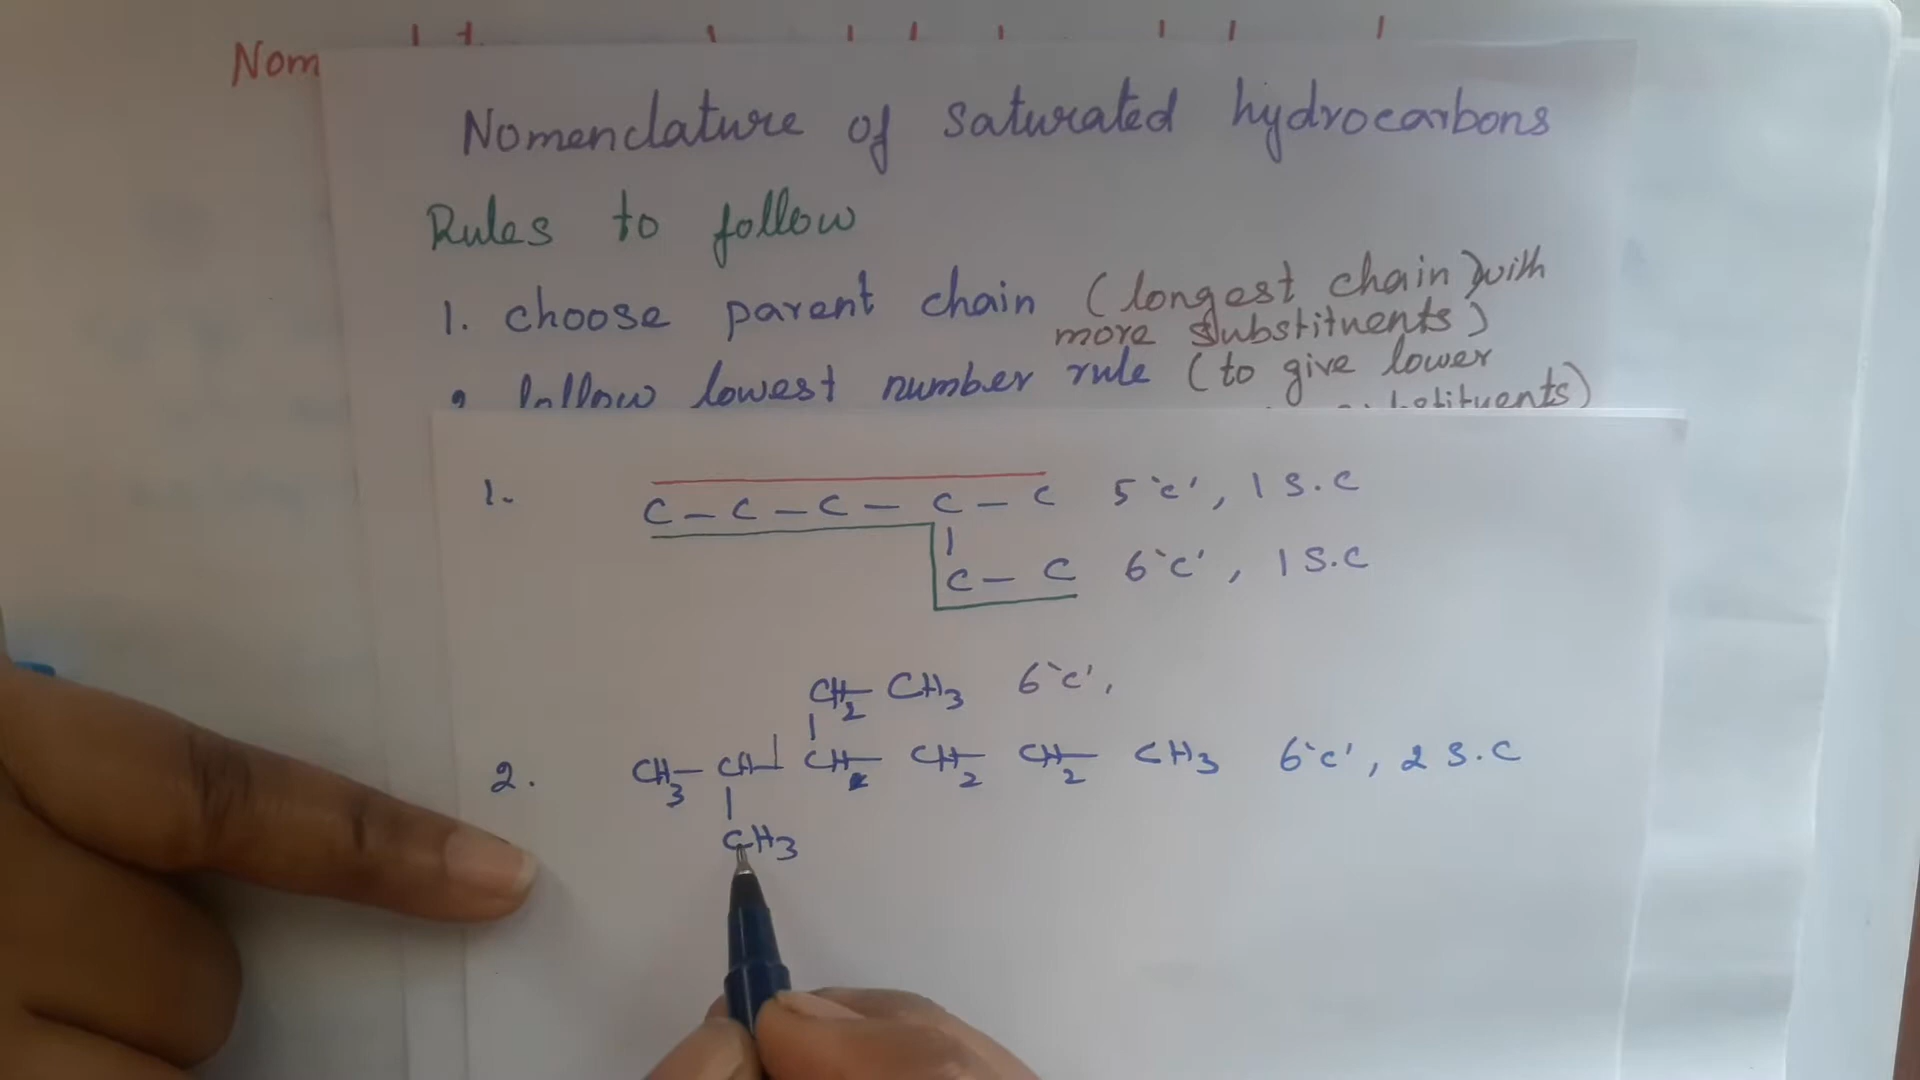 Nom
Nomenclature of saturated hydrocarbons
Rules to follow
1. choose parent chain (longest chain) with
more substituents)
follow lowest number rule (to give lower
substituents)
1. C – C – C – C – C 5 'c', 1 S.C
C – C 6 'c', 1 S.C
CH2 – CH3 6 'c',
2. CH3 – CH – CH – CH2 – CH2 – CH3 6 'c', 2 S.C
CH3